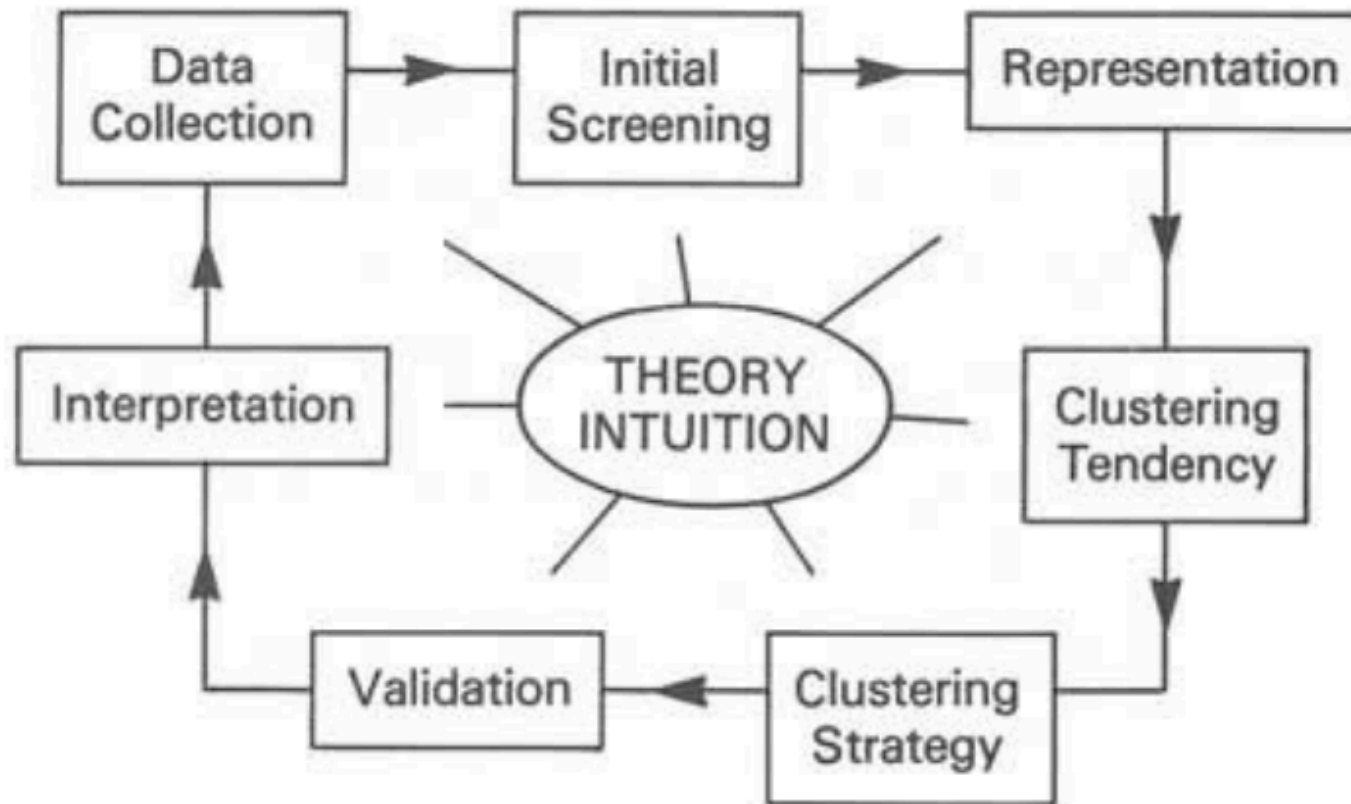 Data
Collection
Initial
Screening
Representation
THEORY
INTUITION
Interpretation
Clustering
Tendency
Validation
Clustering
Strategy